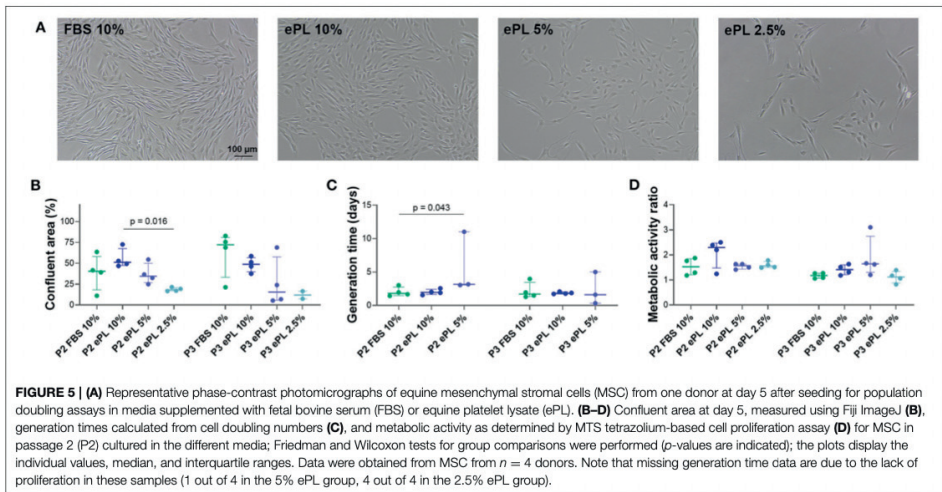 A
FBS 10%
ePL 10%
ePL 5%
ePL 2.5%
100 µm
B
Confluent area (%)
100
75
50
25
0
p = 0.016
P2 FBS 10%
P2 ePL 10%
P2 ePL 5%
P2 ePL 2.5%
P3 FBS 10%
P3 ePL 10%
P3 ePL 5%
P3 ePL 2.5%
C
Generation time (days)
15
10
5
0
p = 0.043
P2 FBS 10%
P2 ePL 10%
P2 ePL 5%
P3 FBS 10%
P3 ePL 10%
P3 ePL 5%
D
Metabolic activity ratio
4
3
2
1
0
P2 FBS 10%
P2 ePL 10%
P2 ePL 5%
P2 ePL 2.5%
P3 FBS 10%
P3 ePL 10%
P3 ePL 5%
P3 ePL 2.5%
FIGURE 5 | (A) Representative phase-contrast photomicrographs of equine mesenchymal stromal cells (MSC) from one donor at day 5 after seeding for population
doubling assays in media supplemented with fetal bovine serum (FBS) or equine platelet lysate (ePL). (B–D) Confluent area at day 5, measured using Fiji ImageJ (B),
generation times calculated from cell doubling numbers (C), and metabolic activity as determined by MTS tetrazolium-based cell proliferation assay (D) for MSC in
passage 2 (P2) cultured in the different media; Friedman and Wilcoxon tests for group comparisons were performed (p-values are indicated); the plots display the
individual values, median, and interquartile ranges. Data were obtained from MSC from n = 4 donors. Note that missing generation time data are due to the lack of
proliferation in these samples (1 out of 4 in the 5% ePL group, 4 out of 4 in the 2.5% ePL group).